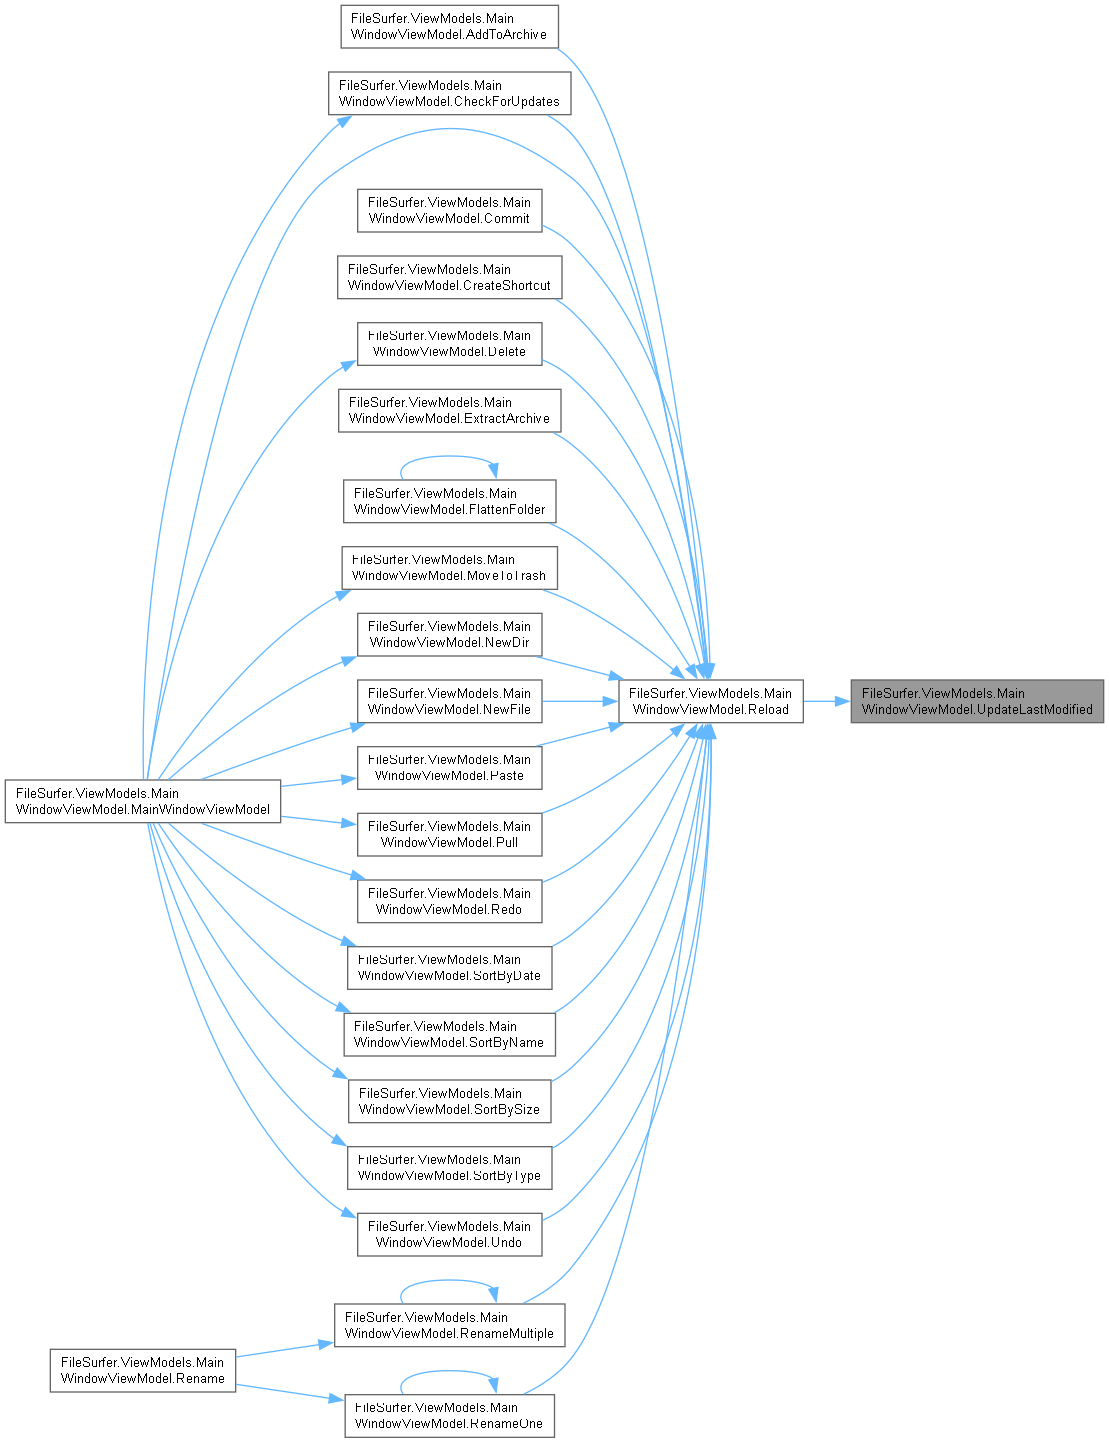 FileSurfer.ViewModels.Main
WindowViewModel.AddToArchive
FileSurfer.ViewModels.Main
WindowViewModel.CheckForUpdates
FileSurfer.ViewModels.Main
WindowViewModel.Commit
FileSurfer.ViewModels.Main
WindowViewModel.CreateShortcut
FileSurfer.ViewModels.Main
WindowViewModel.Delete
FileSurfer.ViewModels.Main
WindowViewModel.ExtractArchive
FileSurfer.ViewModels.Main
WindowViewModel.FlattenFolder
FileSurfer.ViewModels.Main
WindowViewModel.MoveToTrash
FileSurfer.ViewModels.Main
WindowViewModel.NewDir
FileSurfer.ViewModels.Main
WindowViewModel.NewFile
FileSurfer.ViewModels.Main
WindowViewModel.Reload
FileSurfer.ViewModels.Main
WindowViewModel.UpdateLastModified
FileSurfer.ViewModels.Main
WindowViewModel.Paste
FileSurfer.ViewModels.Main
WindowViewModel.MainWindowViewModel
FileSurfer.ViewModels.Main
WindowViewModel.Pull
FileSurfer.ViewModels.Main
WindowViewModel.Redo
FileSurfer.ViewModels.Main
WindowViewModel.SortByDate
FileSurfer.ViewModels.Main
WindowViewModel.SortByName
FileSurfer.ViewModels.Main
WindowViewModel.SortBySize
FileSurfer.ViewModels.Main
WindowViewModel.SortByType
FileSurfer.ViewModels.Main
WindowViewModel.Undo
FileSurfer.ViewModels.Main
WindowViewModel.RenameMultiple
FileSurfer.ViewModels.Main
WindowViewModel.Rename
FileSurfer.ViewModels.Main
WindowViewModel.RenameOne